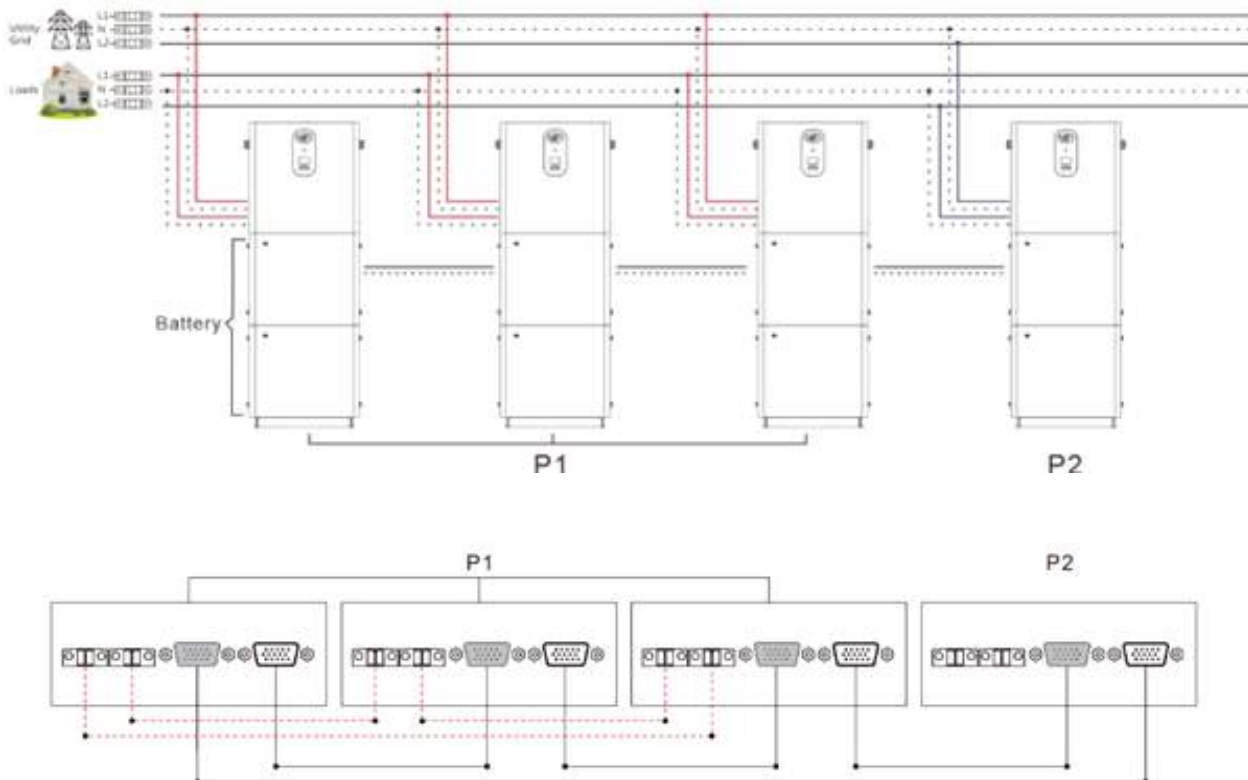 Utility L1
Grid N
L2
Loads L1
N
L2
Battery
P1 P2
P1 P2